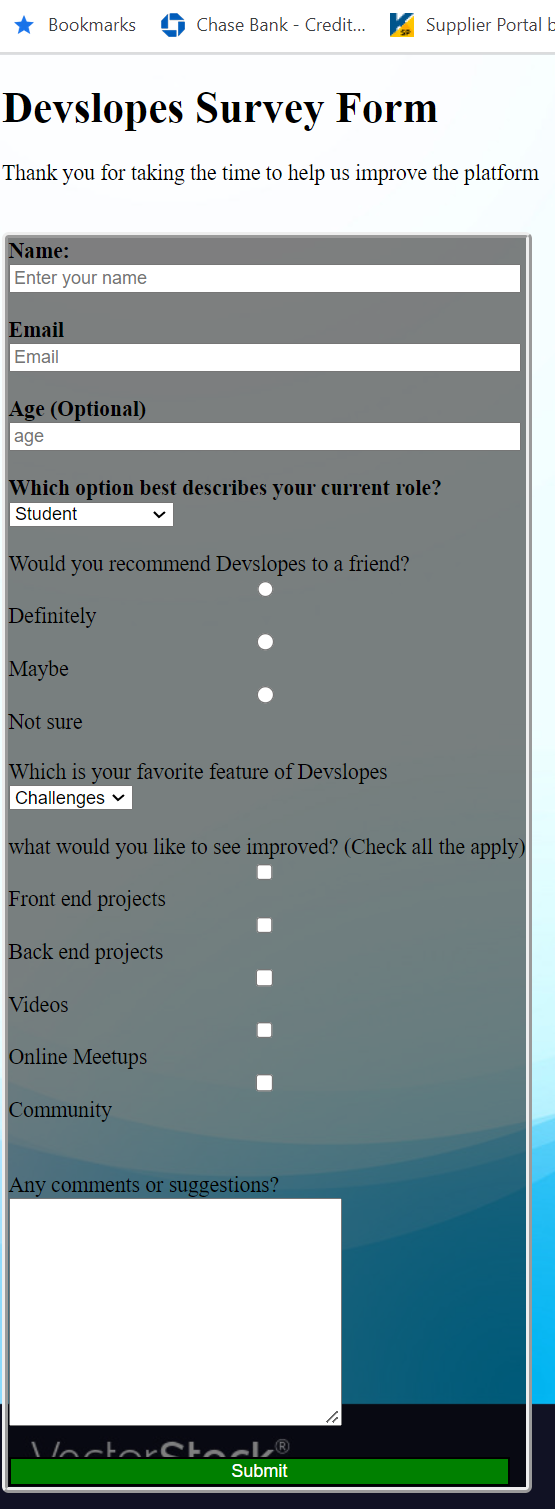 Bookmarks Chase Bank - Credit... Supplier Portal b
Devslopes Survey Form
Thank you for taking the time to help us improve the platform
Name:
Enter your name
Email
Email
Age (Optional)
age
Which option best describes your current role?
Student
Would you recommend Devslopes to a friend?
Definitely
Maybe
Not sure
Which is your favorite feature of Devslopes
Challenges
what would you like to see improved? (Check all the apply)
Front end projects
Back end projects
Videos
Online Meetups
Community
Any comments or suggestions?
VectorStock®
Submit